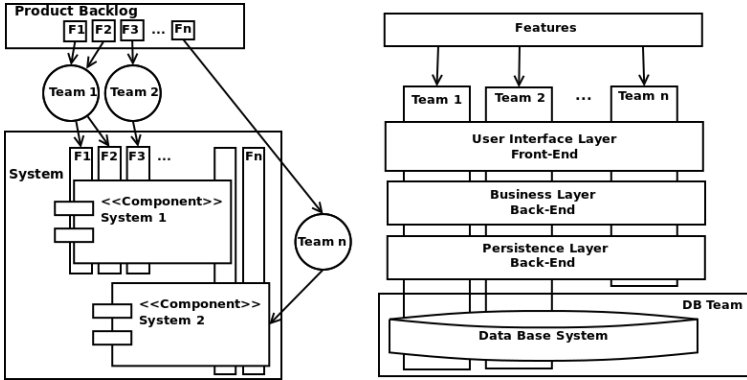 Product Backlog
F1 F2 F3 ... Fn
Team 1 Team 2
System
F1 F2 F3 ... Fn
<<Component>>
System 1
Team n
<<Component>>
System 2
Features
Team 1 Team 2 ... Team n
User Interface Layer
Front-End
Business Layer
Back-End
Persistence Layer
Back-End
DB Team
Data Base System